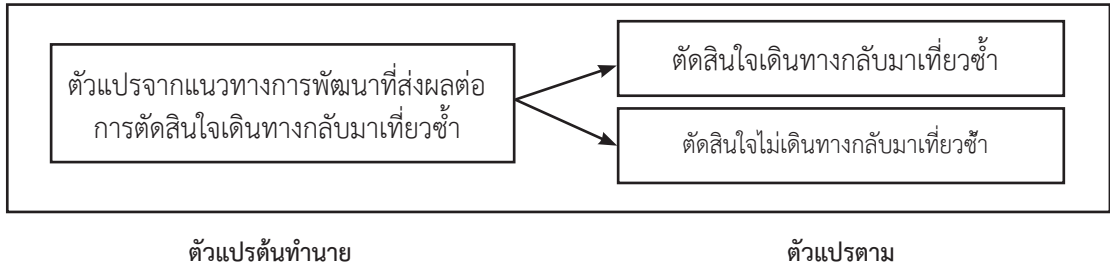 ตัวแปรจากแนวทางการพัฒนาที่ส่งผลต่อ
การตัดสินใจเดินทางกลับมาเที่ยวซ้ำ
ตัดสินใจเดินทางกลับมาเที่ยวซ้ำ
ตัดสินใจไม่เดินทางกลับมาเที่ยวซ้ำ
ตัวแปรต้นทำนาย
ตัวแปรตาม